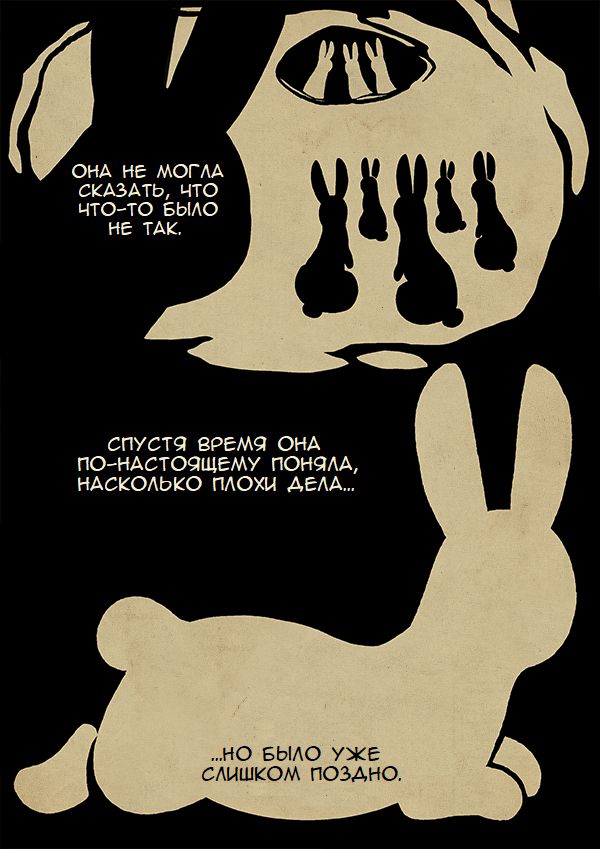 ОНА НЕ МОГЛА
СКАЗАТЬ, ЧТО
ЧТО-ТО БЫЛО
НЕ ТАК.
СПУСТЯ ВРЕМЯ ОНА
ПО-НАСТОЯЩЕМУ ПОНЯЛА,
НАСКОЛЬКО ПЛОХИ ДЕЛА...
...НО БЫЛО УЖЕ
СЛИШКОМ ПОЗДНО.